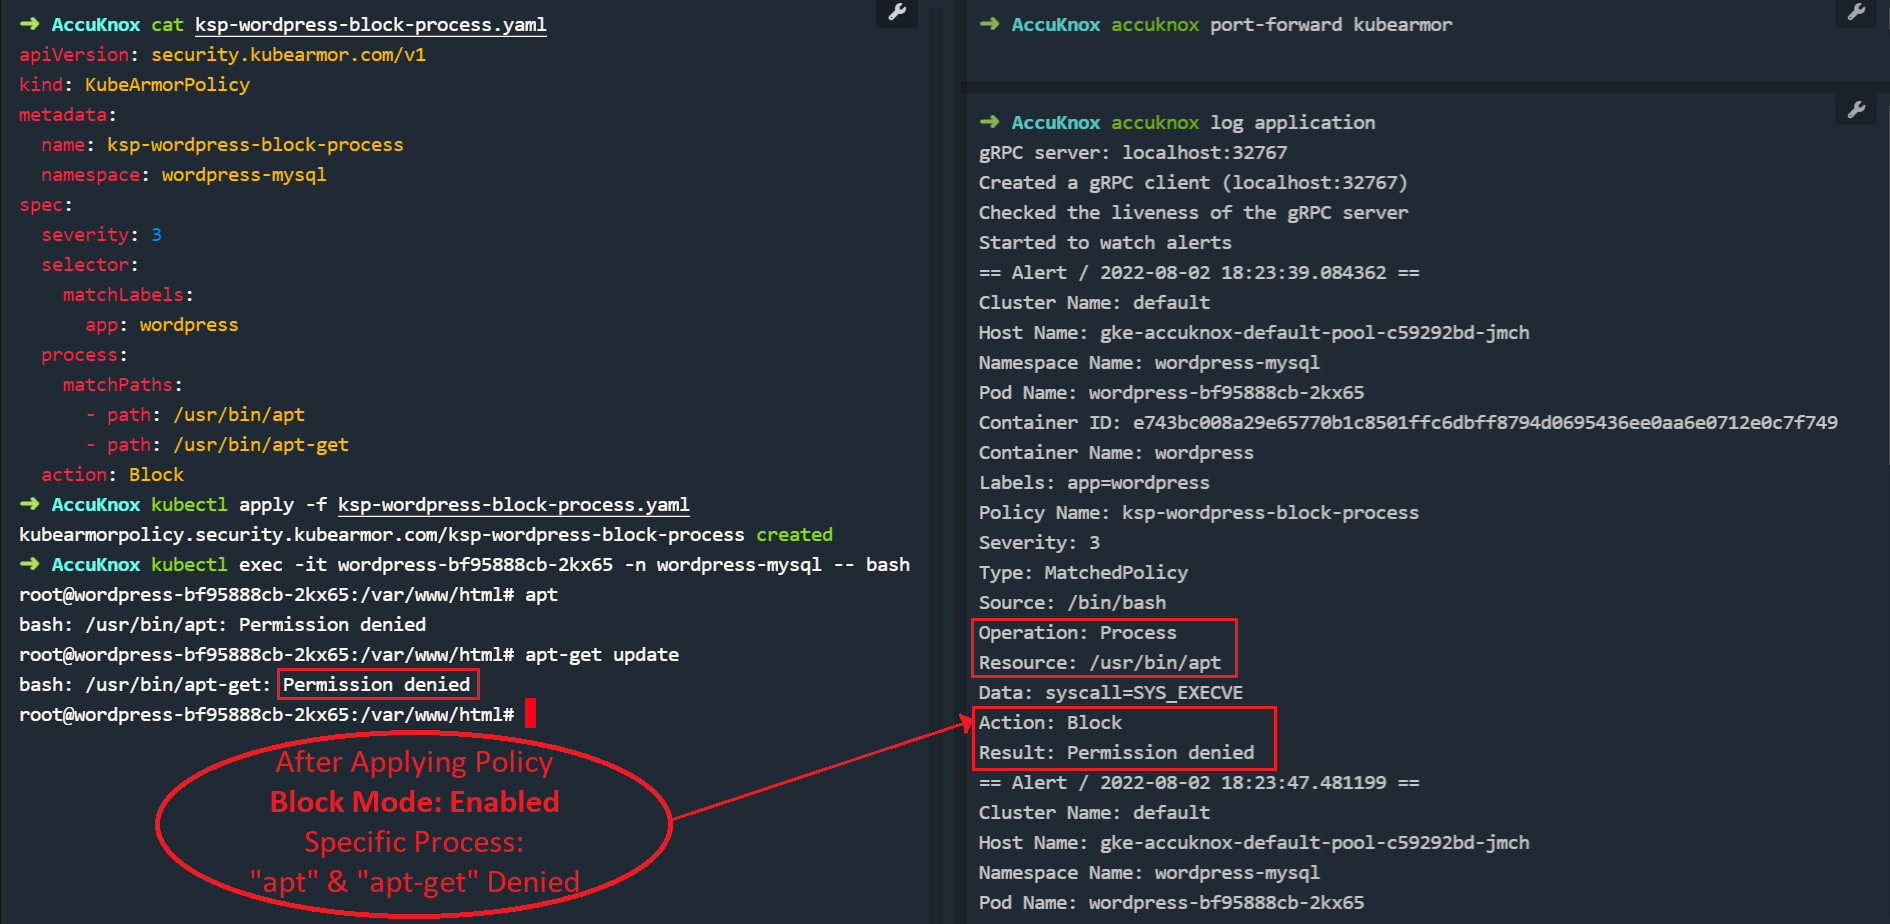 ➜ AccuKnox cat ksp-wordpress-block-process.yaml
apiVersion: security.kubearmor.com/v1
kind: KubeArmorPolicy
metadata:
  name: ksp-wordpress-block-process
  namespace: wordpress-mysql
spec:
  severity: 3
  selector:
    matchLabels:
      app: wordpress
  process:
    matchPaths:
      - path: /usr/bin/apt
      - path: /usr/bin/apt-get
  action: Block
➜ AccuKnox kubectl apply -f ksp-wordpress-block-process.yaml
kubearmorpolicy.security.kubearmor.com/ksp-wordpress-block-process created
➜ AccuKnox kubectl exec -it wordpress-bf95888cb-2kx65 -n wordpress-mysql -- bash
root@wordpress-bf95888cb-2kx65:/var/www/html# apt
bash: /usr/bin/apt: Permission denied
root@wordpress-bf95888cb-2kx65:/var/www/html# apt-get update
bash: /usr/bin/apt-get: Permission denied
root@wordpress-bf95888cb-2kx65:/var/www/html#
After Applying Policy
Block Mode: Enabled
Specific Process:
"apt" & "apt-get" Denied
➜ AccuKnox accuknox port-forward kubearmor
➜ AccuKnox accuknox log application
gRPC server: localhost:32767
Created a gRPC client (localhost:32767)
Checked the liveness of the gRPC server
Started to watch alerts
== Alert / 2022-08-02 18:23:39.084362 ==
Cluster Name: default
Host Name: gke-accuknox-default-pool-c59292bd-jmch
Namespace Name: wordpress-mysql
Pod Name: wordpress-bf95888cb-2kx65
Container ID: e743bc008a29e65770b1c8501ffc6dbff8794d0695436ee0aa6e0712e0c7f749
Container Name: wordpress
Labels: app=wordpress
Policy Name: ksp-wordpress-block-process
Severity: 3
Type: MatchedPolicy
Source: /bin/bash
Operation: Process
Resource: /usr/bin/apt
Data: syscall=SYS_EXECVE
Action: Block
Result: Permission denied
== Alert / 2022-08-02 18:23:47.481199 ==
Cluster Name: default
Host Name: gke-accuknox-default-pool-c59292bd-jmch
Namespace Name: wordpress-mysql
Pod Name: wordpress-bf95888cb-2kx65